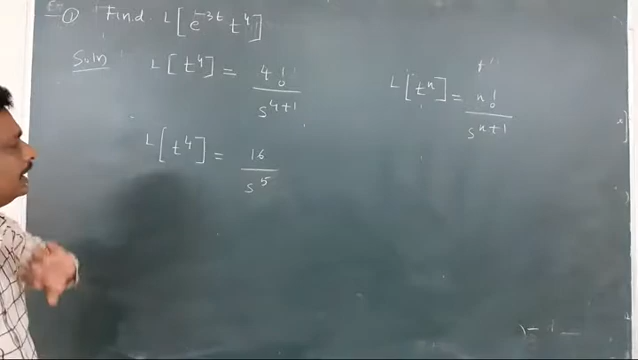 ① Find L[e^{-3t} t^4]
Soln L[t^4] = 4! / s^{4+1}
L[t^n] = n! / s^{n+1}
L[t^4] = 16 / s^5